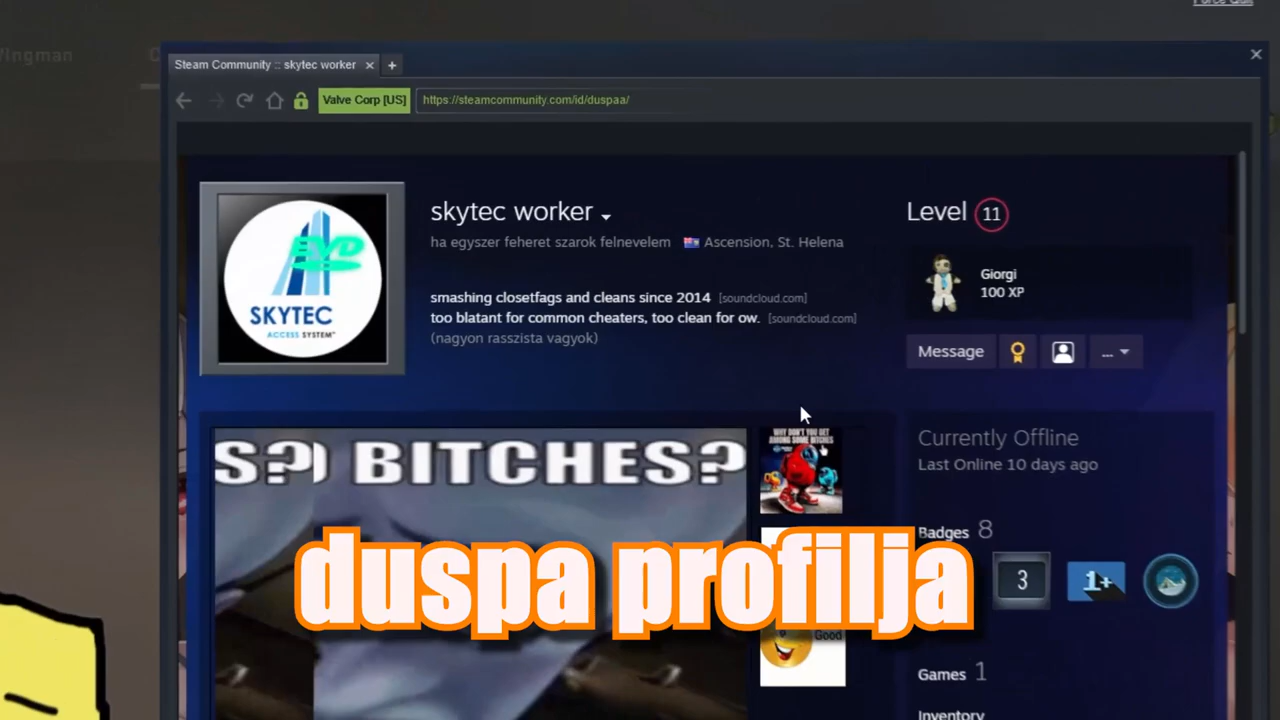 Force Quit
Wingman
Steam Community :: skytec worker
Valve Corp [US]
https://steamcommunity.com/id/duspaa/
EVO
SKYTEC
ACCESS SYSTEM™
skytec worker
ha egyszer feheret szarok felnevelem
Ascension, St. Helena
smashing closetfags and cleans since 2014 [soundcloud.com]
too blatant for common cheaters, too clean for ow. [soundcloud.com]
(nagyon rasszista vagyok)
Level 11
Giorgi
100 XP
Message
...
S?) BITCHES?
WHY DON'T YOU GET
AMONG SOME BITCHES
Currently Offline
Last Online 10 days ago
Badges 8
3
1+
duspa profilja
Good
Games 1
Inventory